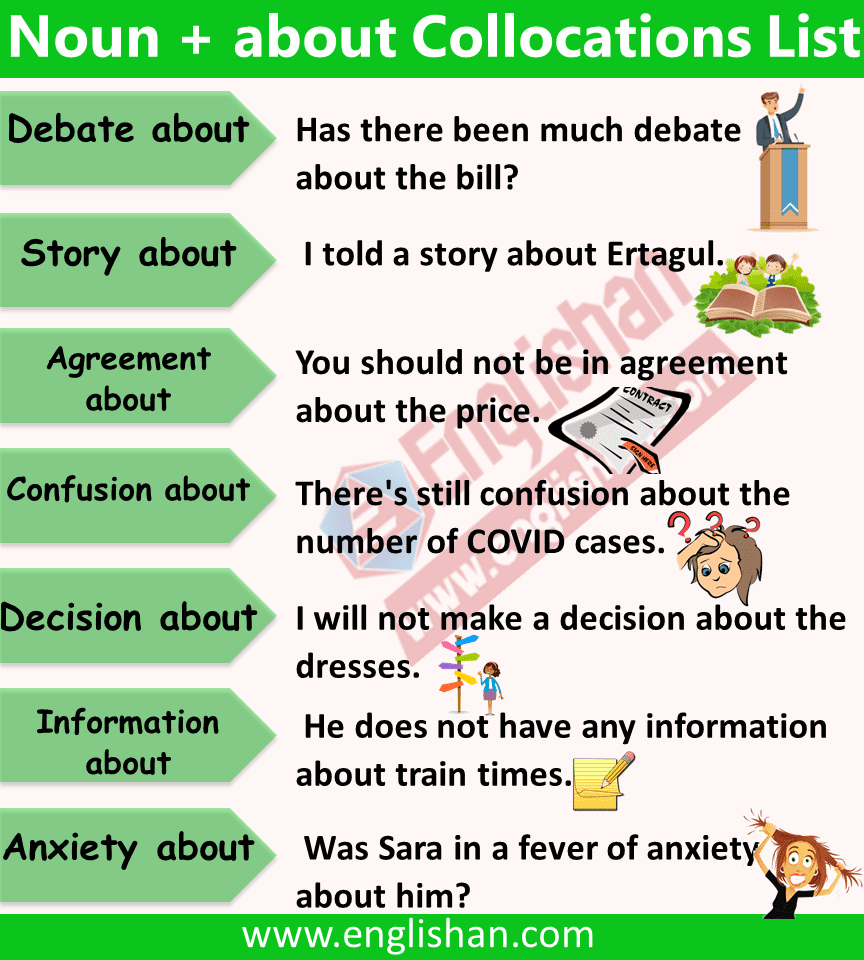 Noun + about Collocations List
Debate about
Has there been much debate
about the bill?
Story about
I told a story about Ertagul.
Agreement
about
You should not be in agreement
about the price.
CONTRACT
SIGN HERE
Confusion about
There's still confusion about the
number of COVID cases.
Decision about
I will not make a decision about the
dresses.
Information
about
He does not have any information
about train times.
Anxiety about
Was Sara in a fever of anxiety
about him?
Englishan
www.englishan.com
www.englishan.com